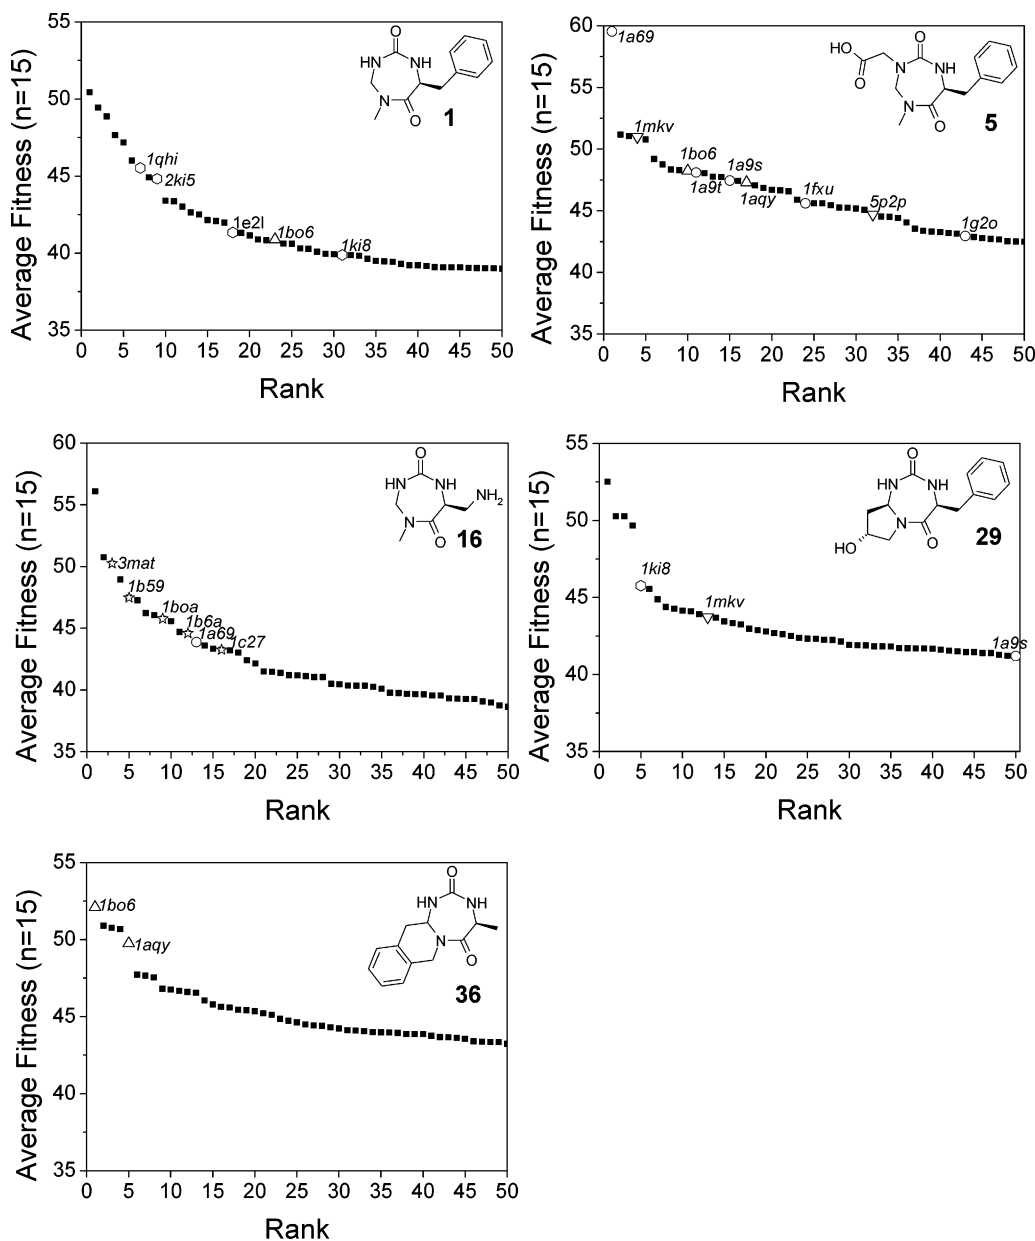 55
50
45
40
35
Average Fitness (n=15)
1qhi
2ki5
1e2l
1bo6
1ki8
O
HN
NH
N
O
1
0 5 10 15 20 25 30 35 40 45 50
Rank
60
55
50
45
40
35
Average Fitness (n=15)
1a69
1mkv
1bo6
1a9t
1a9s
1aqy
1fxu
5p2p
1g2o
HO
O
O
N
NH
N
O
5
0 5 10 15 20 25 30 35 40 45 50
Rank
60
55
50
45
40
35
Average Fitness (n=15)
3mat
1b59
1boa
1b6a
1a69
1c27
O
HN
NH
NH2
N
O
16
0 5 10 15 20 25 30 35 40 45 50
Rank
55
50
45
40
35
Average Fitness (n=15)
1ki8
1mkv
1a9s
O
HN
NH
N
O
HO
29
0 5 10 15 20 25 30 35 40 45 50
Rank
55
50
45
40
35
Average Fitness (n=15)
1bo6
1aqy
O
HN
NH
N
O
36
0 5 10 15 20 25 30 35 40 45 50
Rank